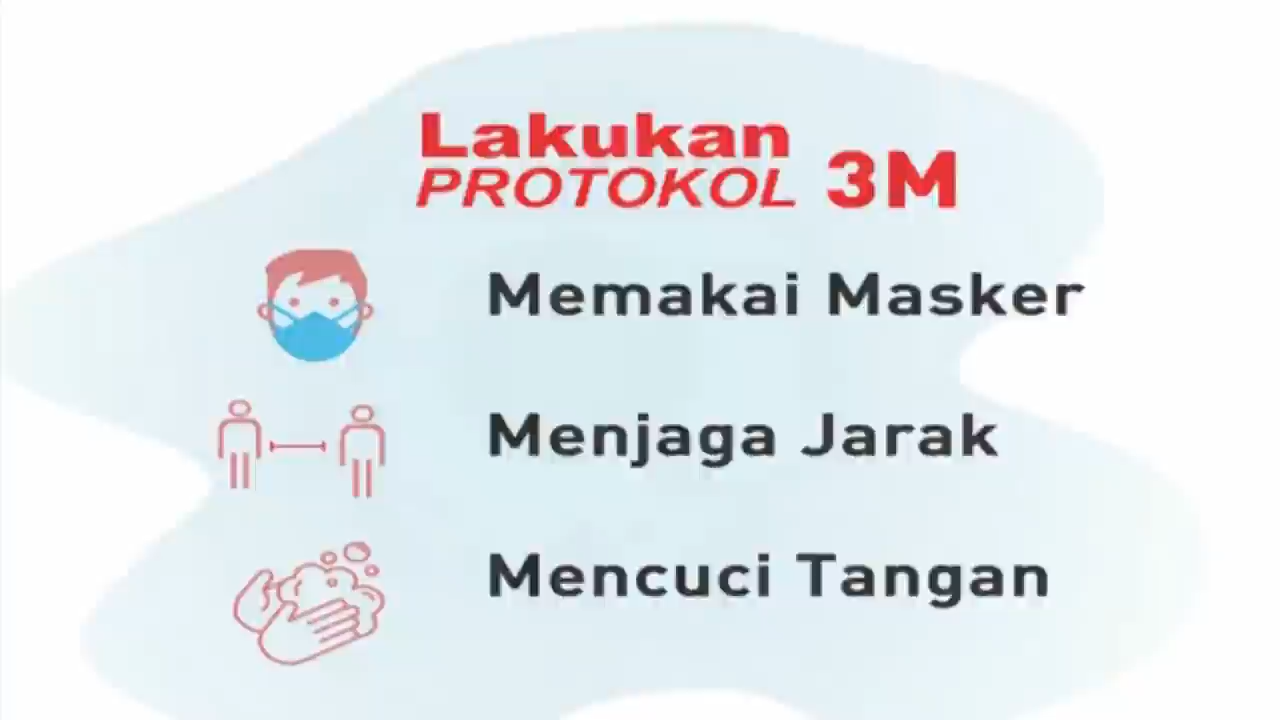 Lakukan
PROTOKOL 3M
Memakai Masker
Menjaga Jarak
Mencuci Tangan